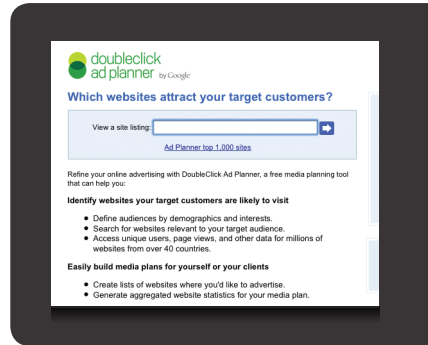 doubleclick
ad planner by Google
Which websites attract your target customers?
View a site listing:
Ad Planner top 1,000 sites
Refine your online advertising with DoubleClick Ad Planner, a free media planning tool
that can help you:
Identify websites your target customers are likely to visit
● Define audiences by demographics and interests.
● Search for websites relevant to your target audience.
● Access unique users, page views, and other data for millions of
websites from over 40 countries.
Easily build media plans for yourself or your clients
● Create lists of websites where you'd like to advertise.
● Generate aggregated website statistics for your media plan.